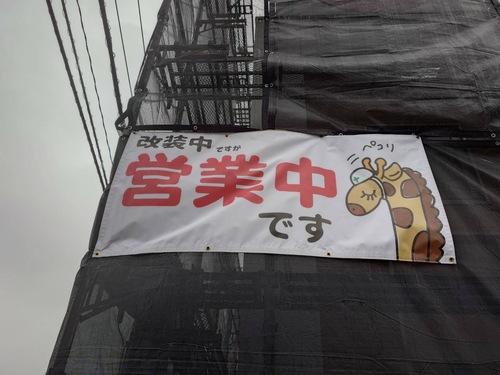 改装中ですが
営業中
です
ペコリ